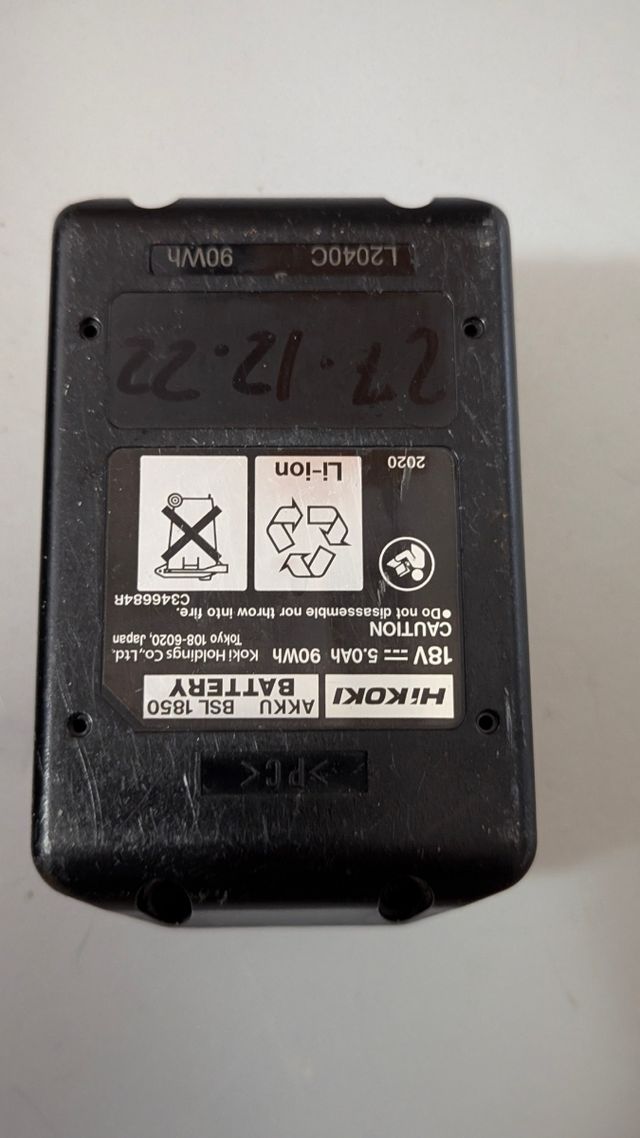 >PC<
HiKOKI AKKU BSL 1850
BATTERY
18V 5.0Ah 90Wh Koki Holdings Co.,Ltd.
Tokyo 108-6020, Japan
CAUTION
●Do not disassemble nor throw into fire.
C346684R
Li-ion
2020
27.12.22
L2040C 90Wh